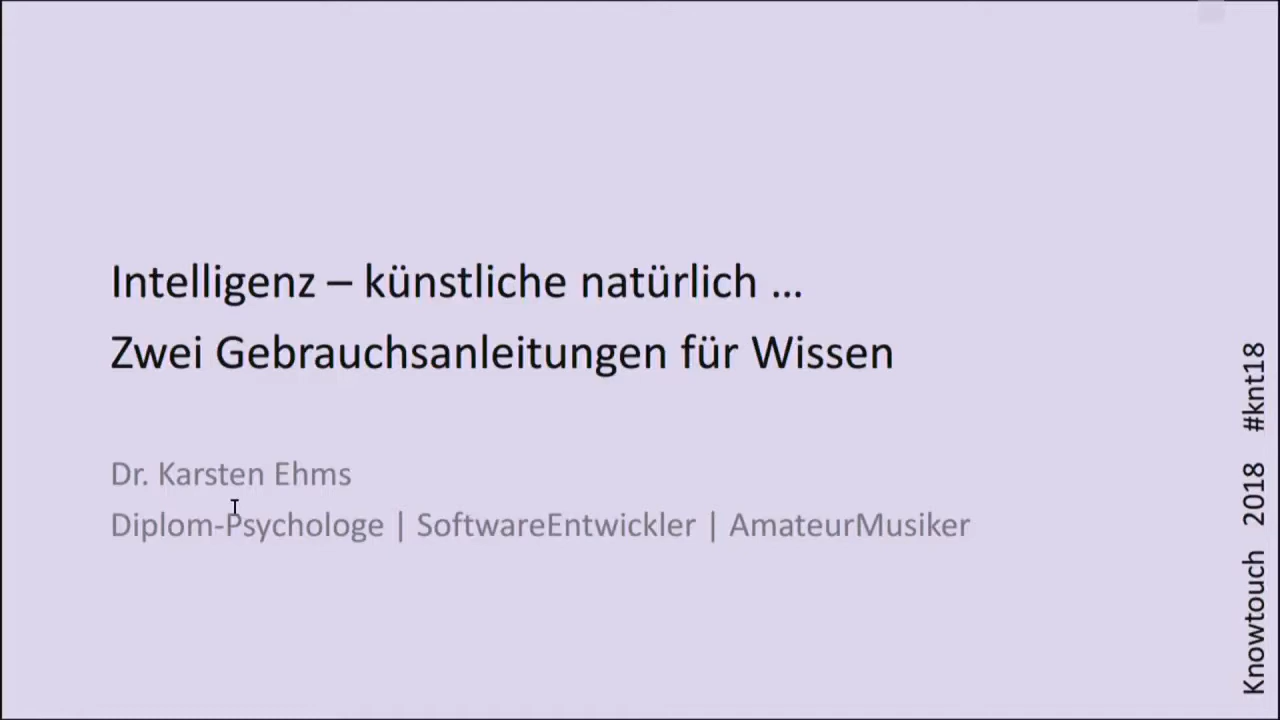 Intelligenz – künstliche natürlich ...
Zwei Gebrauchsanleitungen für Wissen
Dr. Karsten Ehms
Diplom-Psychologe | SoftwareEntwickler | AmateurMusiker
Knowtouch 2018 #knt18